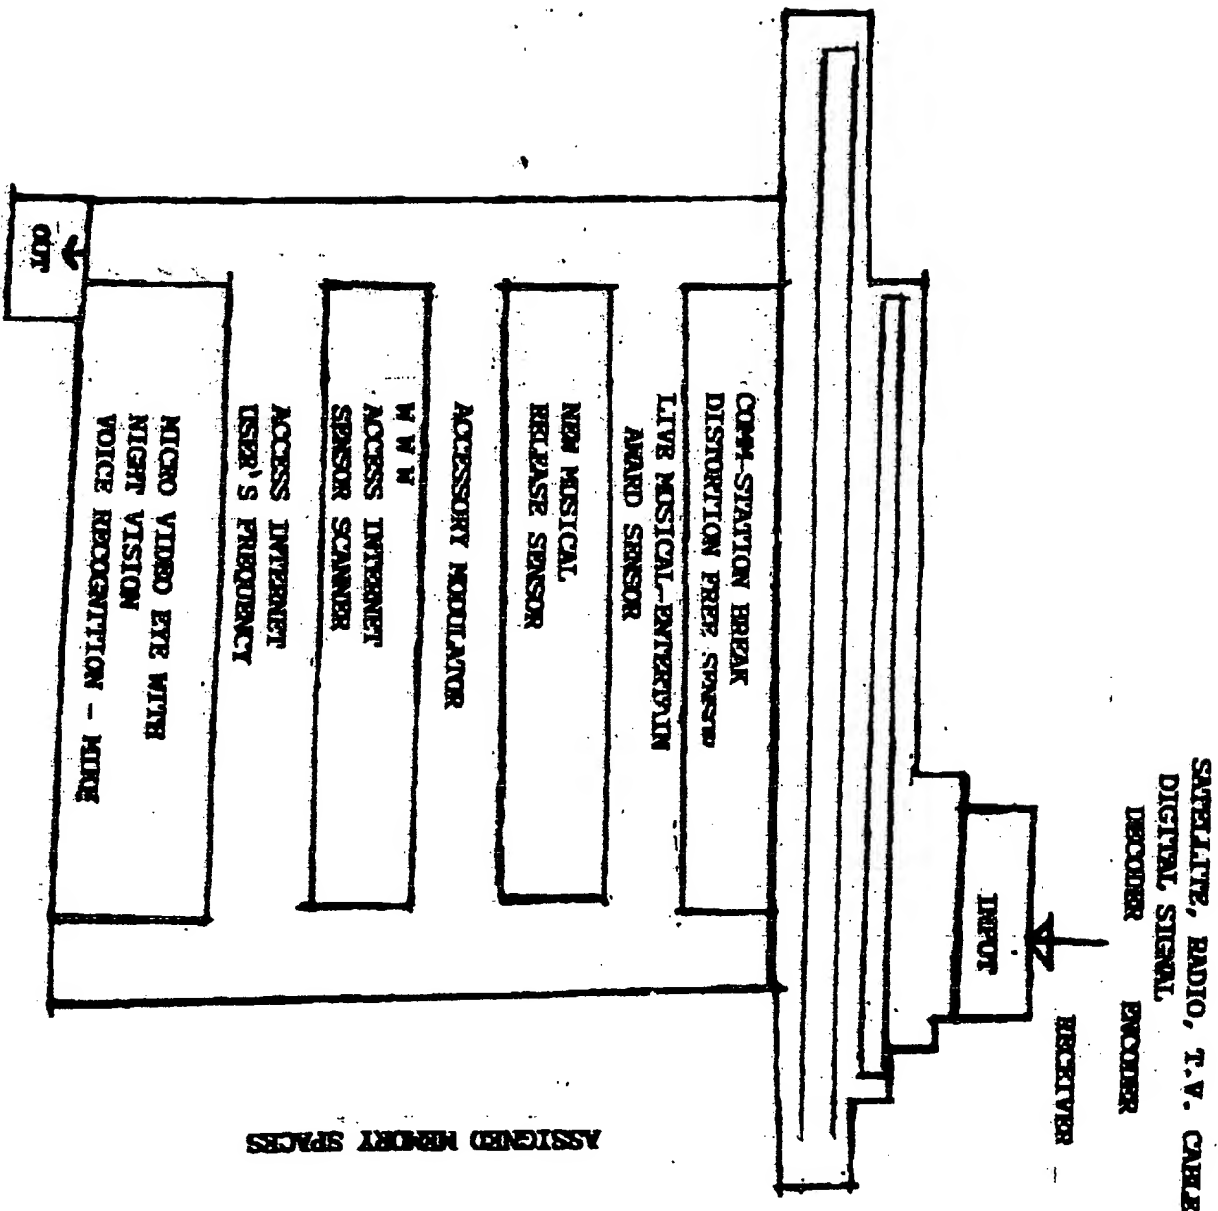 SATELLITE, RADIO, T.V. CABLE
DIGITAL SIGNAL
DECODER ENCODER
RECEIVER
INPUT
COMM-STATION BREAK
DISTORTION FREE SENSOR
LIVE MUSICAL-ENTERTAIN
AWARD SENSOR
NEW MUSICAL
RELEASE SENSOR
ACCESSORY MODULATOR
W W W
ACCESS INTERNET
SENSOR SCANNER
ACCESS INTERNET
USER'S FREQUENCY
MICRO VIDEO EYE WITH
NIGHT VISION
VOICE RECOGNITION - MIKE
OUT
ASSIGNED MEMORY SPACES